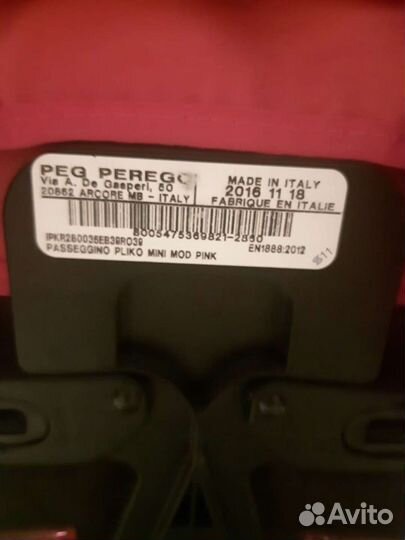 PEG PEREGO
Via A. De Gasperi, 50
20862 ARCORE MB - ITALY
MADE IN ITALY
2016 11 18
FABRIQUE EN ITALIE
8005475369821-2850
IPKR280035EB39RO39
EN1888:2012
PASSEGGINO PLIKO MINI MOD PINK
Avito